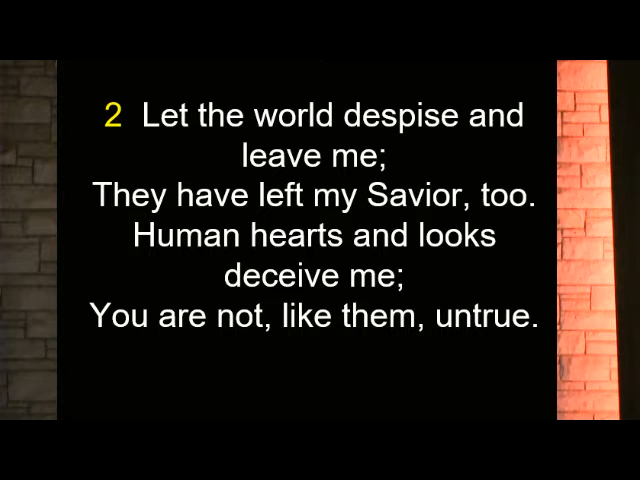 2 Let the world despise and
leave me;
They have left my Savior, too.
Human hearts and looks
deceive me;
You are not, like them, untrue.